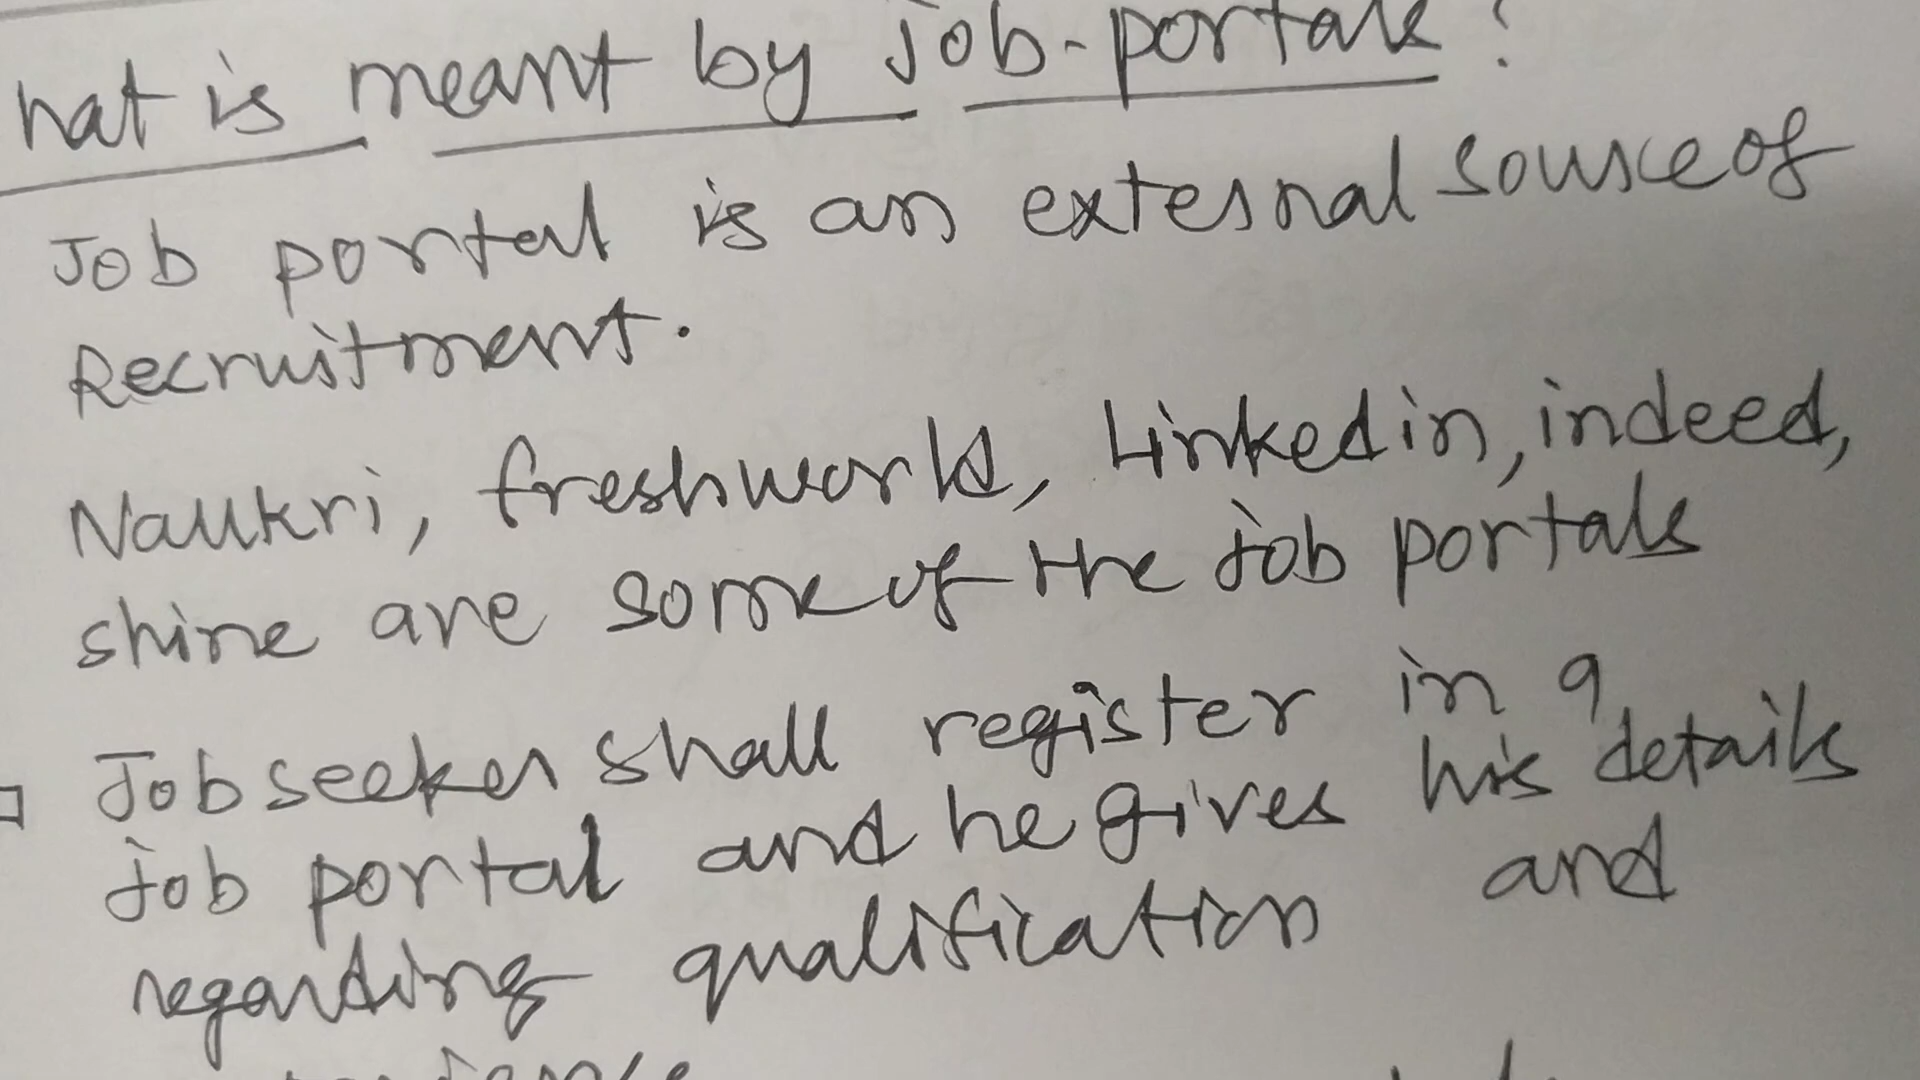 hat is meant by job-portals?
Job portal is an external source of
Recruitment.
Naukri, freshworld, Linkedin, indeed,
shine are some of the job portals
Job seeker shall register in a
job portal and he gives his details
regarding qualification and